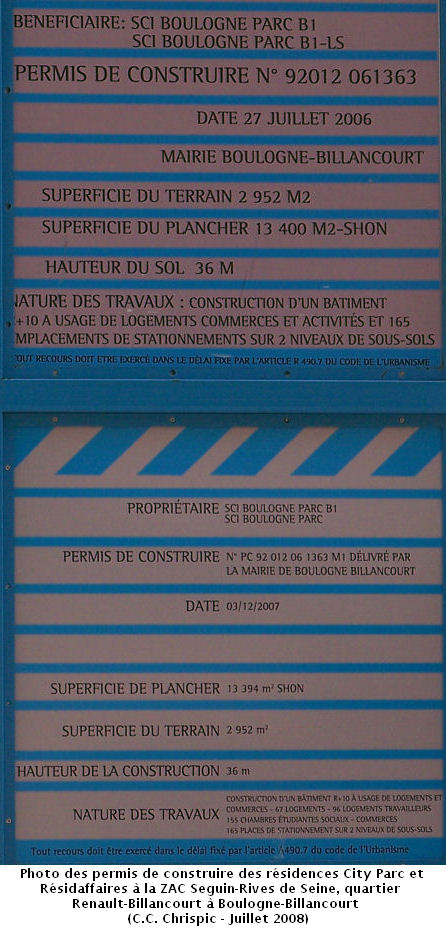 BENEFICIAIRE: SCI BOULOGNE PARC B1
SCI BOULOGNE PARC B1-LS
PERMIS DE CONSTRUIRE N° 92012 061363
DATE 27 JUILLET 2006
MAIRIE BOULOGNE-BILLANCOURT
SUPERFICIE DU TERRAIN 2 952 M2
SUPERFICIE DU PLANCHER 13 400 M2-SHON
HAUTEUR DU SOL 36 M
NATURE DES TRAVAUX : CONSTRUCTION D'UN BATIMENT
+10 A USAGE DE LOGEMENTS COMMERCES ET ACTIVITÉS ET 165
MPLACEMENTS DE STATIONNEMENTS SUR 2 NIVEAUX DE SOUS-SOLS
TOUT RECOURS DOIT ETRE EXERCÉ DANS LE DÉLAI FIXE PAR L'ARTICLE R 490.7 DU CODE DE L'URBANISME
PROPRIÉTAIRE SCI BOULOGNE PARC B1
SCI BOULOGNE PARC
PERMIS DE CONSTRUIRE N° PC 92 012 06 1363 M1 DÉLIVRÉ PAR
LA MAIRIE DE BOULOGNE BILLANCOURT
DATE 03/12/2007
SUPERFICIE DE PLANCHER 13 394 m² SHON
SUPERFICIE DU TERRAIN 2 952 m²
HAUTEUR DE LA CONSTRUCTION 36 m
NATURE DES TRAVAUX CONSTRUCTION D'UN BÂTIMENT R+10 À USAGE DE LOGEMENTS ET
COMMERCES - 67 LOGEMENTS - 96 LOGEMENTS TRAVAILLEURS
155 CHAMBRES ÉTUDIANTES SOCIAUX - COMMERCES
165 PLACES DE STATIONNEMENT SUR 2 NIVEAUX DE SOUS-SOLS
Tout recours doit être exercé dans le délai fixé par l'article A490.7 du code de l'Urbanisme
Photo des permis de construire des résidences City Parc et
Résidaffaires à la ZAC Seguin-Rives de Seine, quartier
Renault-Billancourt à Boulogne-Billancourt
(C.C. Chrispic - Juillet 2008)